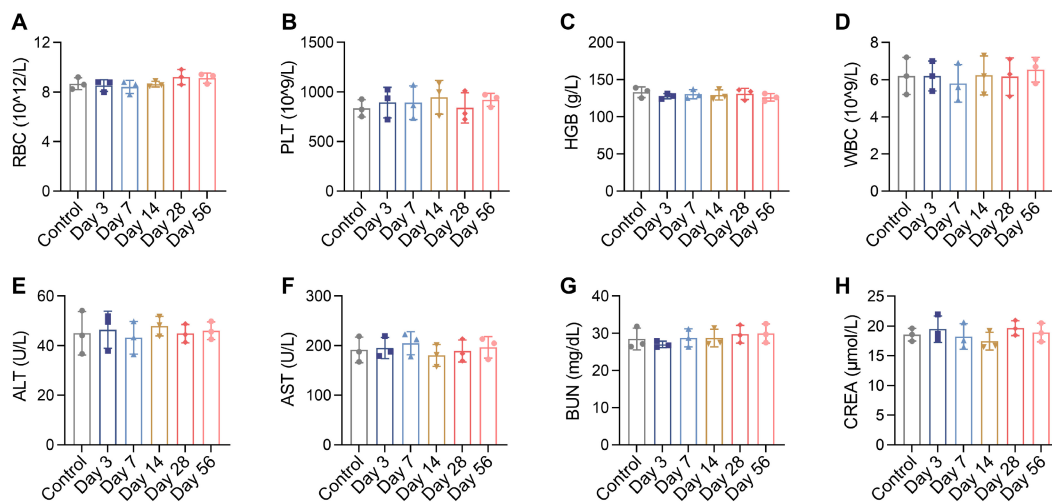 A
RBC (10^12/L)
12
8
4
0
Control
Day 3
Day 7
Day 14
Day 28
Day 56
B
PLT (10^9/L)
1500
1000
500
0
Control
Day 3
Day 7
Day 14
Day 28
Day 56
C
HGB (g/L)
200
150
100
50
0
Control
Day 3
Day 7
Day 14
Day 28
Day 56
D
WBC (10^9/L)
8
6
4
2
0
Control
Day 3
Day 7
Day 14
Day 28
Day 56
E
ALT (U/L)
60
40
20
0
Control
Day 3
Day 7
Day 14
Day 28
Day 56
F
AST (U/L)
300
200
100
0
Control
Day 3
Day 7
Day 14
Day 28
Day 56
G
BUN (mg/dL)
40
30
20
10
0
Control
Day 3
Day 7
Day 14
Day 28
Day 56
H
CREA (μmol/L)
25
20
15
10
5
0
Control
Day 3
Day 7
Day 14
Day 28
Day 56